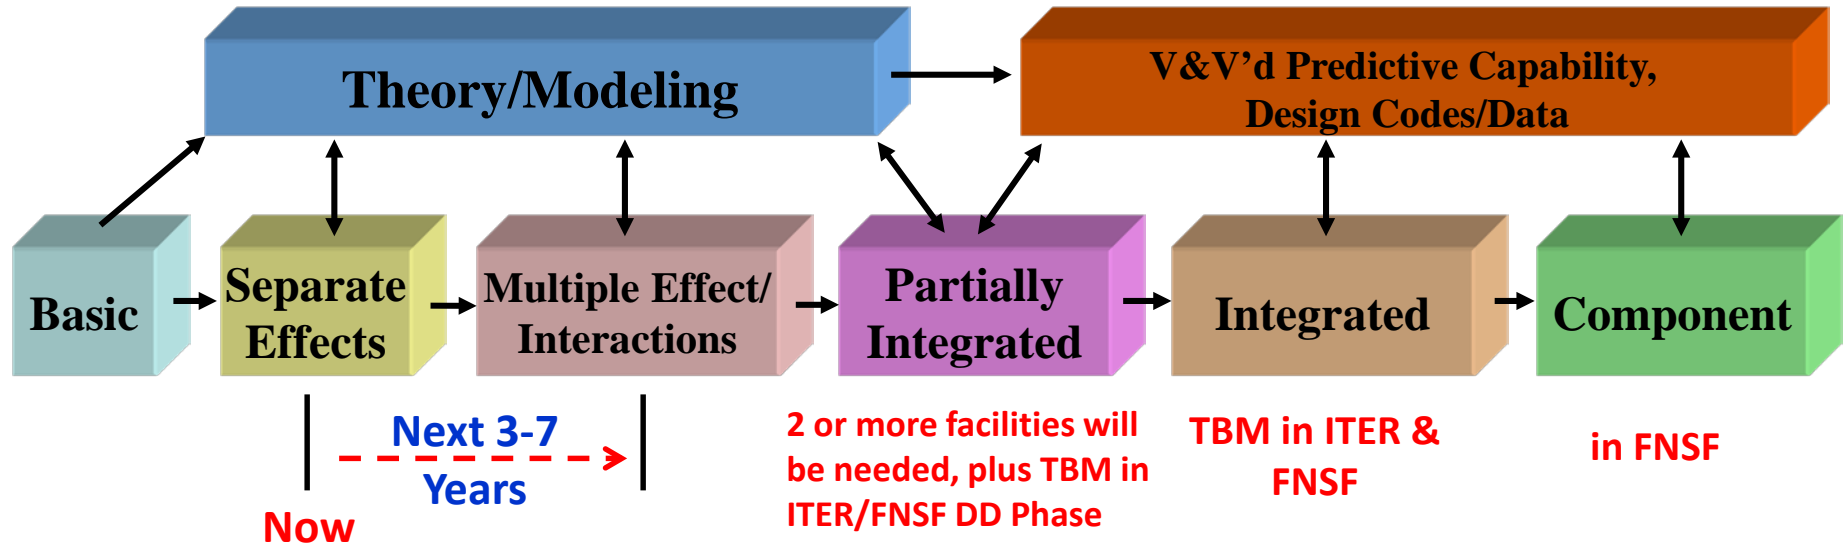 Theory/Modeling
V&V’d Predictive Capability,
Design Codes/Data
Basic
Separate
Effects
Multiple Effect/
Interactions
Partially
Integrated
Integrated
Component
Next 3-7
Years
Now
2 or more facilities will
be needed, plus TBM in
ITER/FNSF DD Phase
TBM in ITER &
FNSF
in FNSF